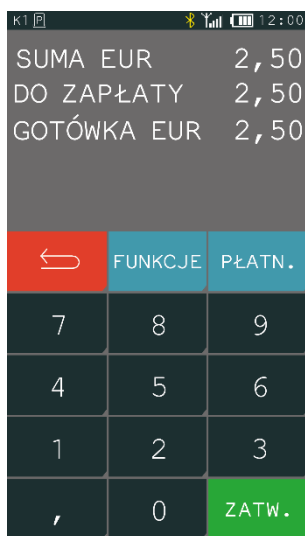 K1 P 12:00
SUMA EUR 2,50
DO ZAPŁATY 2,50
GOTÓWKA EUR 2,50
FUNKCJE PŁATN.
7 8 9
4 5 6
1 2 3
, 0 ZATW.